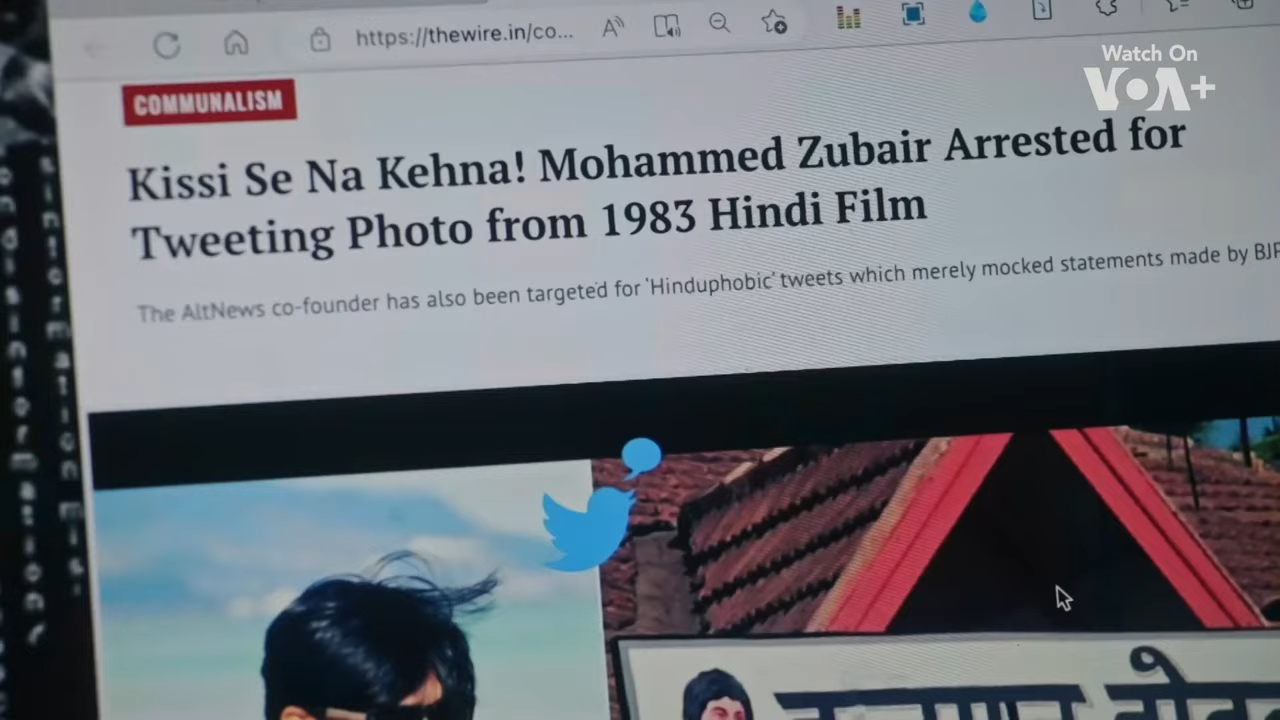 https://thewire.in/co...
Watch On
VOA+
COMMUNALISM
Kissi Se Na Kehna! Mohammed Zubair Arrested for
Tweeting Photo from 1983 Hindi Film
The AltNews co-founder has also been targeted for 'Hinduphobic' tweets which merely mocked statements made by BJP